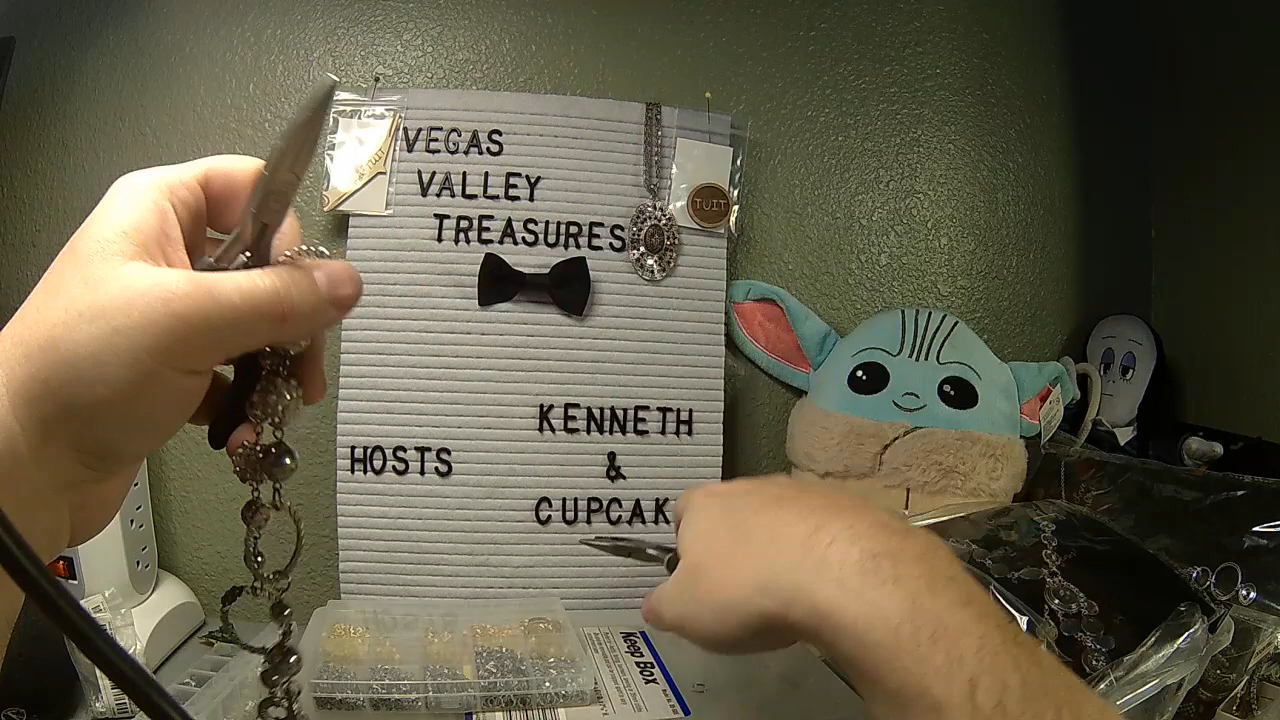 VEGAS
VALLEY
TREASURES
TUIT
TUIT
KENNETH
HOSTS
&
CUPCAK
Keep Box